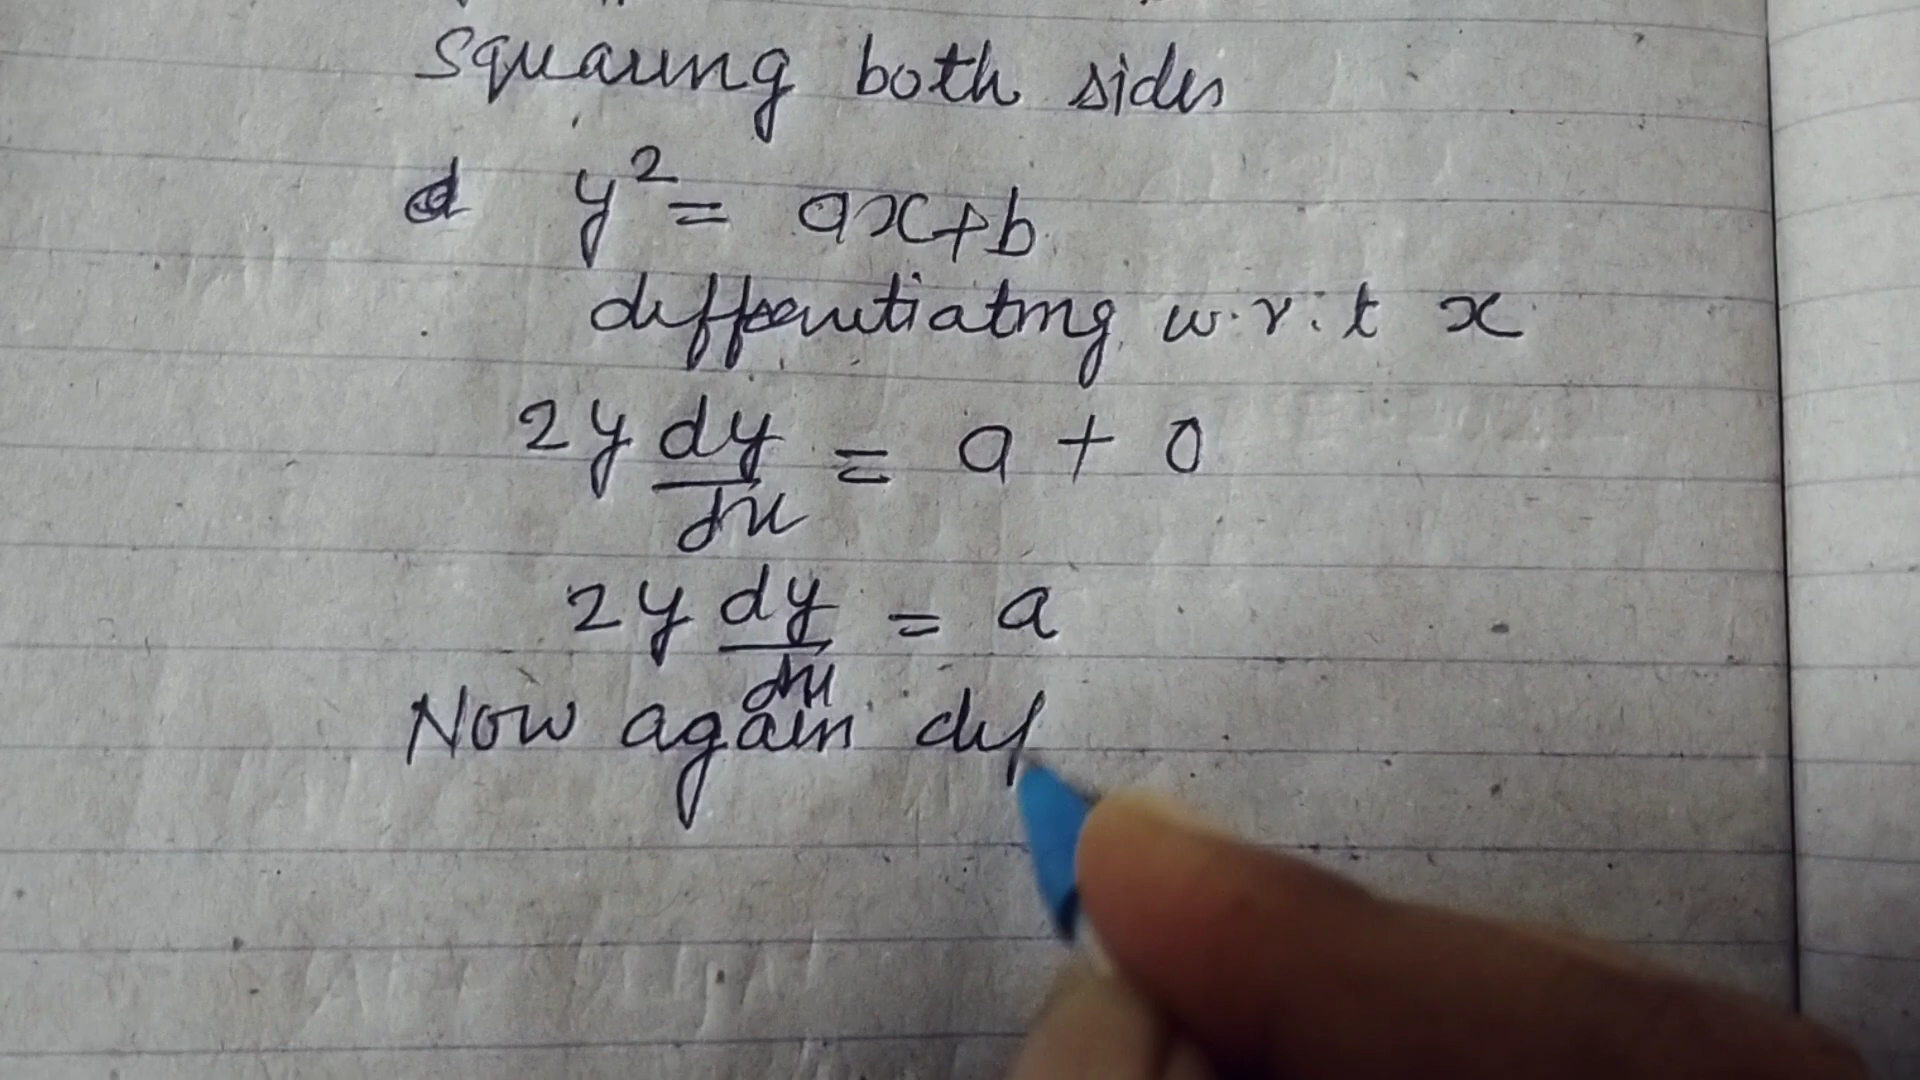 Squaring both sides
d y² = ax+b
differentiating w.r.t x
2y dy/dx = a + 0
2y dy/dx = a
Now again dif